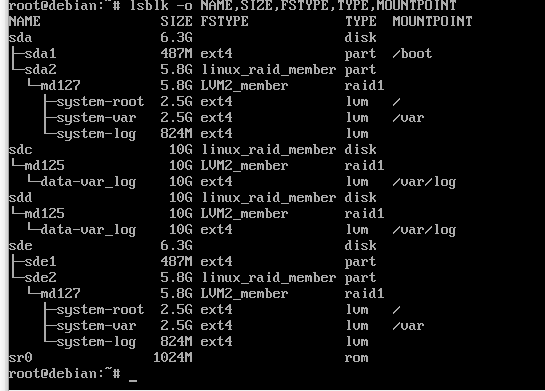 root@debian:~# lsblk -o NAME,SIZE,FSTYPE,TYPE,MOUNTPOINT
NAME                SIZE FSTYPE            TYPE  MOUNTPOINT
sda                 6.3G                   disk
├─sda1              487M ext4              part  /boot
└─sda2              5.8G linux_raid_member part
  └─md127           5.8G LVM2_member       raid1
    ├─system-root   2.5G ext4              lvm   /
    ├─system-var    2.5G ext4              lvm   /var
    └─system-log    824M ext4              lvm
sdc                  10G linux_raid_member disk
└─md125              10G LVM2_member       raid1
  └─data-var_log     10G ext4              lvm   /var/log
sdd                  10G linux_raid_member disk
└─md125              10G LVM2_member       raid1
  └─data-var_log     10G ext4              lvm   /var/log
sde                 6.3G                   disk
├─sde1              487M ext4              part
└─sde2              5.8G linux_raid_member part
  └─md127           5.8G LVM2_member       raid1
    ├─system-root   2.5G ext4              lvm   /
    ├─system-var    2.5G ext4              lvm   /var
    └─system-log    824M ext4              lvm
sr0                1024M                   rom
root@debian:~# _